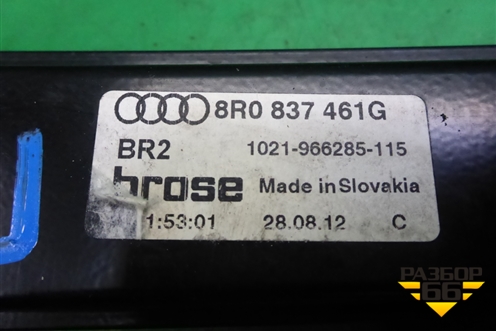 8R0 837 461G
BR2 1021-966285-115
brose Made in Slovakia
1:53:01 28.08.12 C
РАЗБОР
66